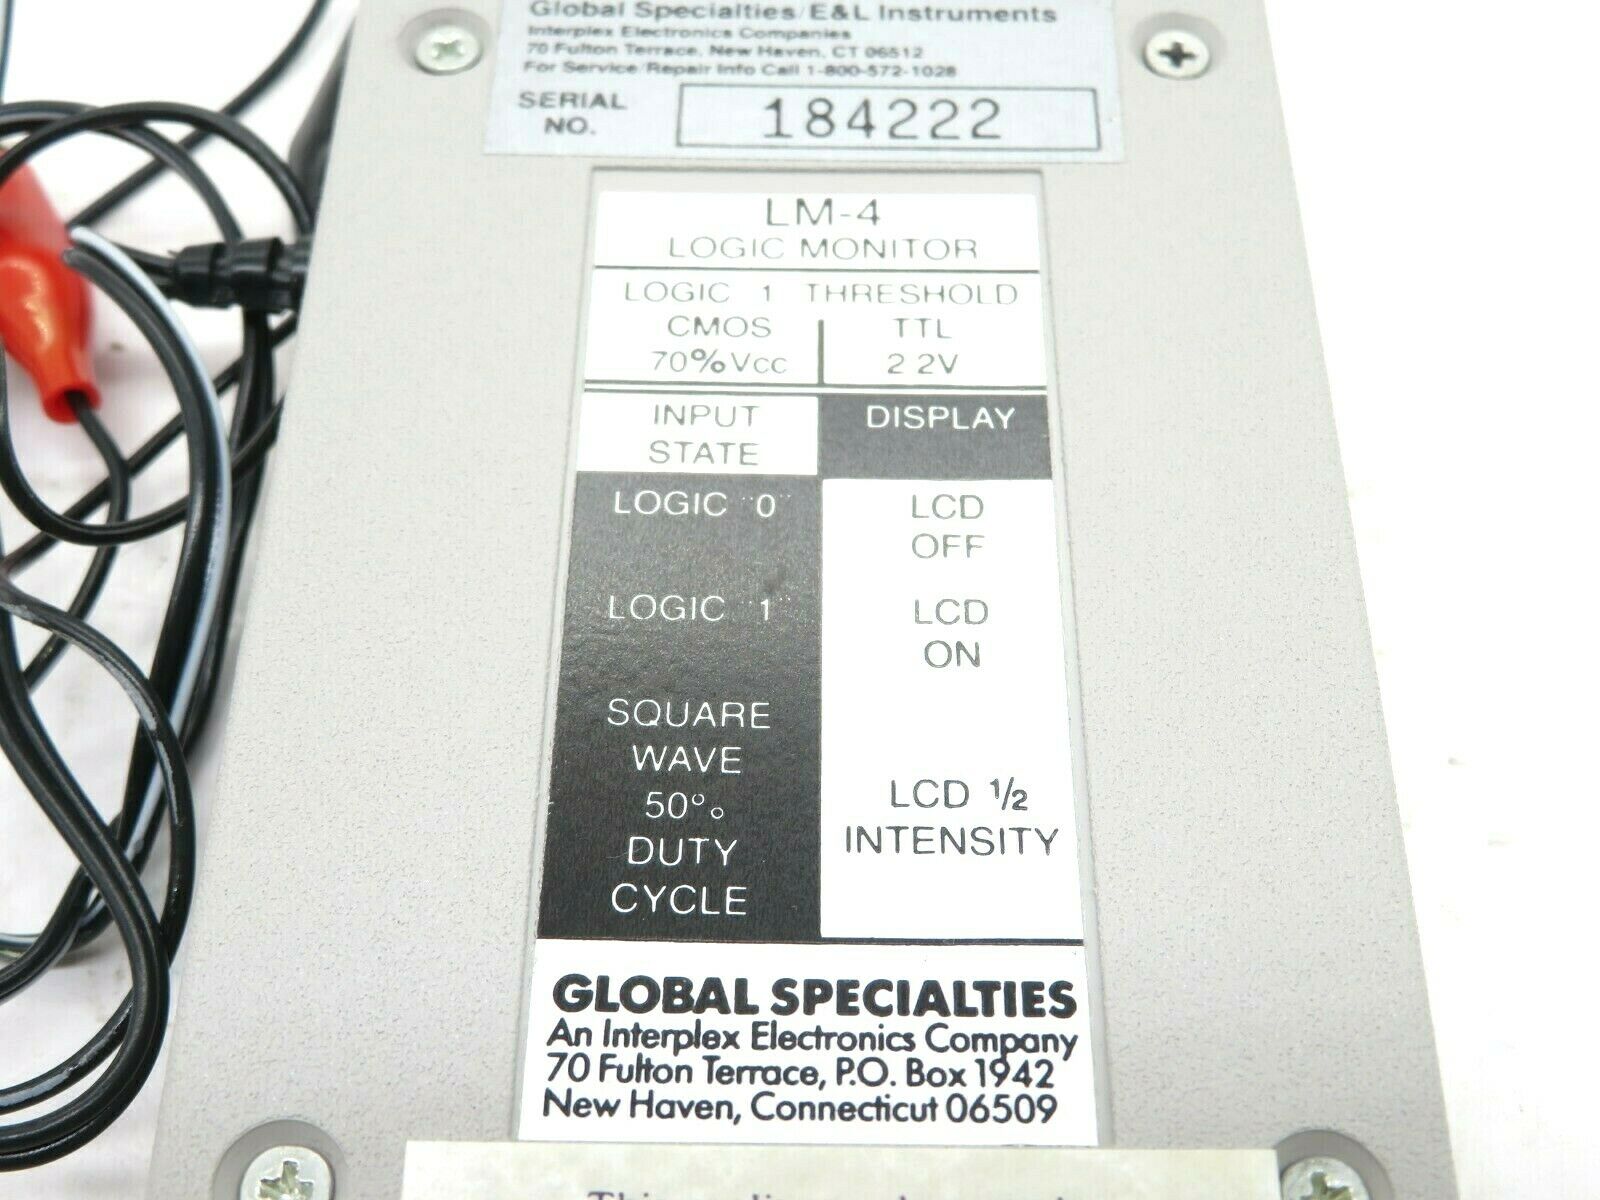 Global Specialties/E&L Instruments
Interplex Electronics Companies
70 Fulton Terrace, New Haven, CT 06512
For Service/Repair Info Call 1-800-572-1028
SERIAL NO. 184222
LM-4
LOGIC MONITOR
LOGIC 1 THRESHOLD
CMOS TTL
70%Vcc 2 2V
INPUT STATE DISPLAY
LOGIC "0" LCD OFF
LOGIC "1" LCD ON
SQUARE WAVE 50% DUTY CYCLE LCD 1/2 INTENSITY
GLOBAL SPECIALTIES
An Interplex Electronics Company
70 Fulton Terrace, P.O. Box 1942
New Haven, Connecticut 06509